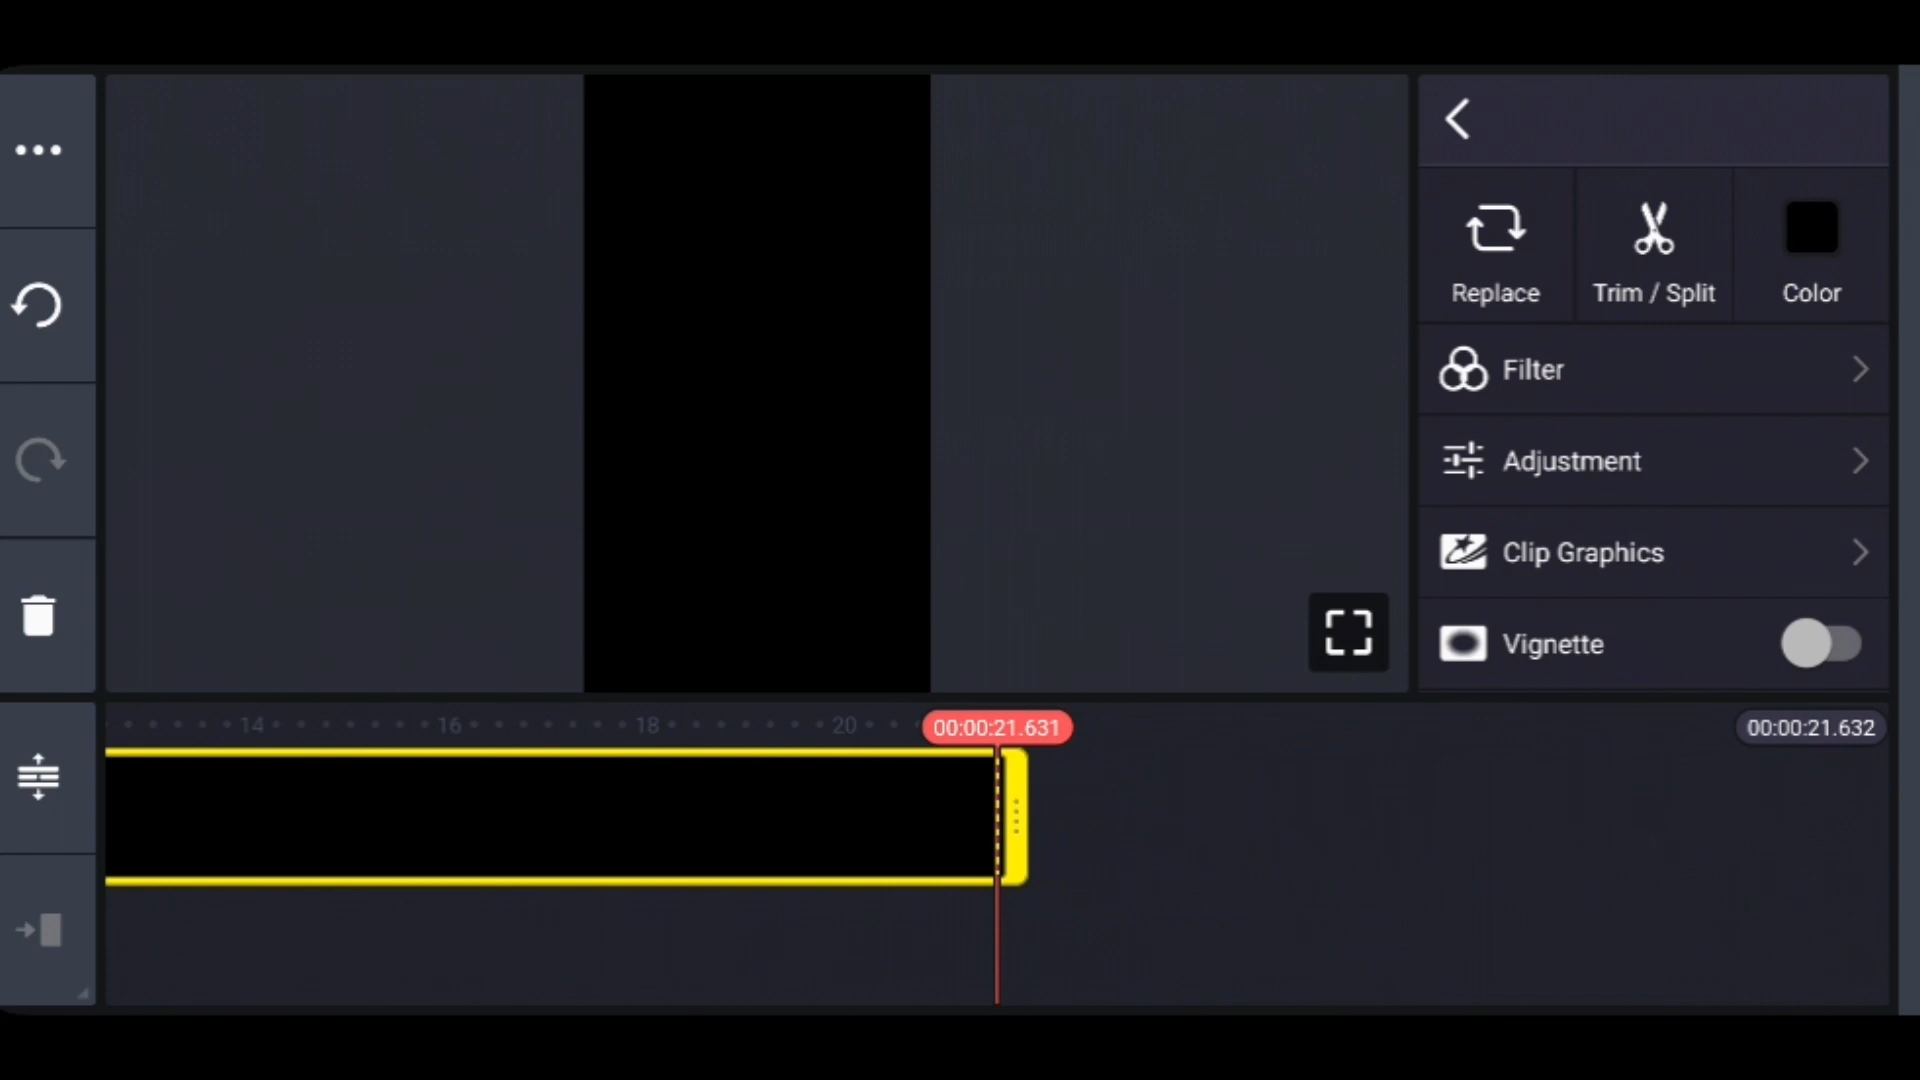 Replace
Trim / Split
Color
Filter
Adjustment
Clip Graphics
Vignette
14
16
18
20
00:00:21.631
00:00:21.632